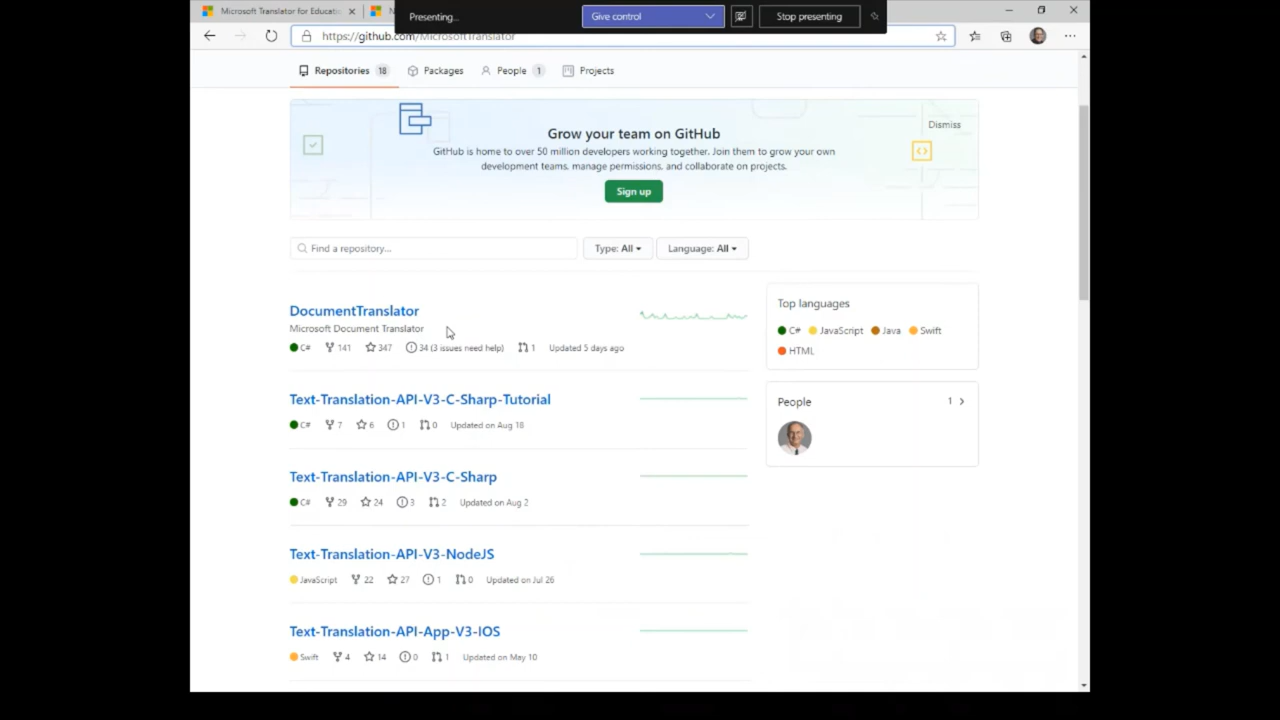 Microsoft Translator for Educatio
Presenting...
Give control
Stop presenting
https://github.com/MicrosoftTranslator
Repositories 18
Packages
People 1
Projects
Grow your team on GitHub
Dismiss
GitHub is home to over 50 million developers working together. Join them to grow your own
development teams, manage permissions, and collaborate on projects.
Sign up
Find a repository...
Type: All
Language: All
DocumentTranslator
Microsoft Document Translator
C# 141 347 34 (3 issues need help) 1 Updated 5 days ago
Top languages
C# JavaScript Java Swift
HTML
People 1
Text-Translation-API-V3-C-Sharp-Tutorial
C# 7 6 1 0 Updated on Aug 18
Text-Translation-API-V3-C-Sharp
C# 29 24 3 2 Updated on Aug 2
Text-Translation-API-V3-NodeJS
JavaScript 22 27 1 0 Updated on Jul 26
Text-Translation-API-App-V3-IOS
Swift 4 14 0 1 Updated on May 10